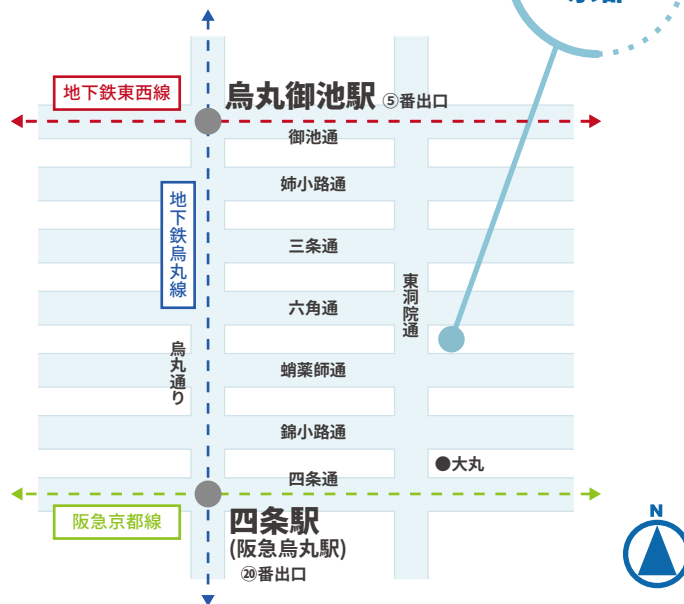 地下鉄東西線
烏丸御池駅 ⑤番出口
御池通
姉小路通
地下鉄烏丸線
三条通
東洞院通
六角通
烏丸通り
蛸薬師通
錦小路通
●大丸
四条通
阪急京都線
四条駅
(阪急烏丸駅)
⑳番出口
N